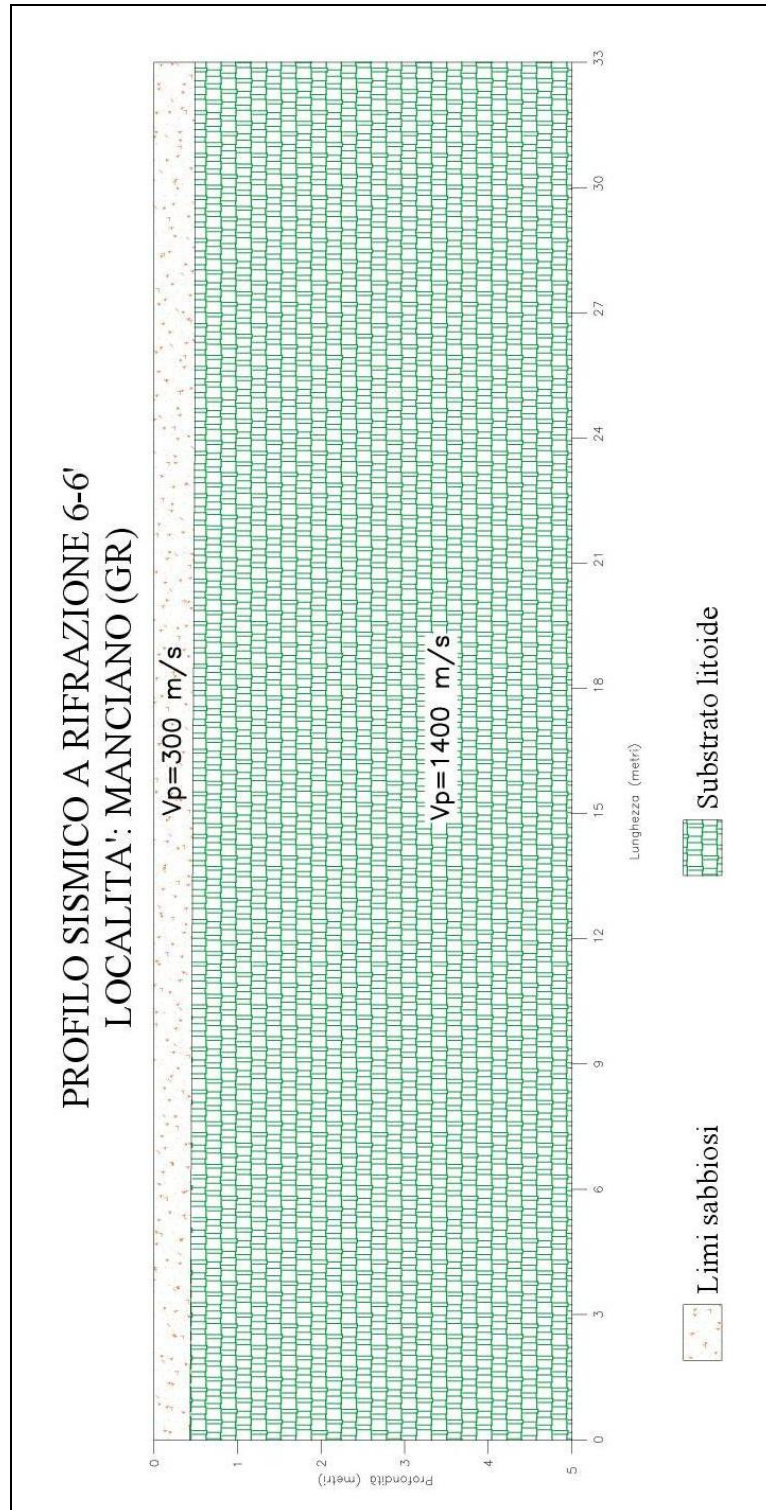 PROFILO SISMICO A RIFRAZIONE 6-6'
LOCALITA': MANCIANO (GR)
Vp=300 m/s
Vp=1400 m/s
Profondità (metri)
0
1
2
3
4
5
0
3
6
9
12
15
18
21
24
27
30
33
Lunghezza (metri)
Limi sabbiosi
Substrato litoide